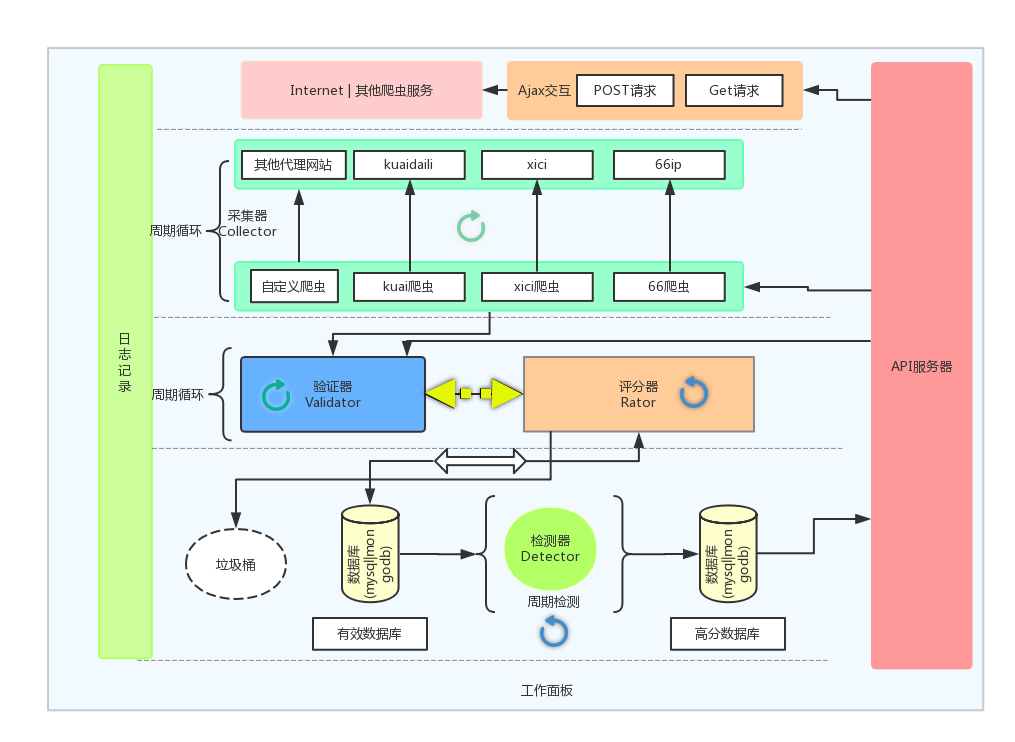 Internet | 其他爬虫服务
Ajax交互
POST请求
Get请求
其他代理网站
kuaidaili
xici
66ip
周期循环
采集器
Collector
自定义爬虫
kuai爬虫
xici爬虫
66爬虫
日
志
记
录
API服务器
周期循环
验证器
Validator
评分器
Rator
垃圾桶
数据库
(mysql|mon
godb)
检测器
Detector
周期检测
数据库
(mysql|mon
godb)
有效数据库
高分数据库
工作面板